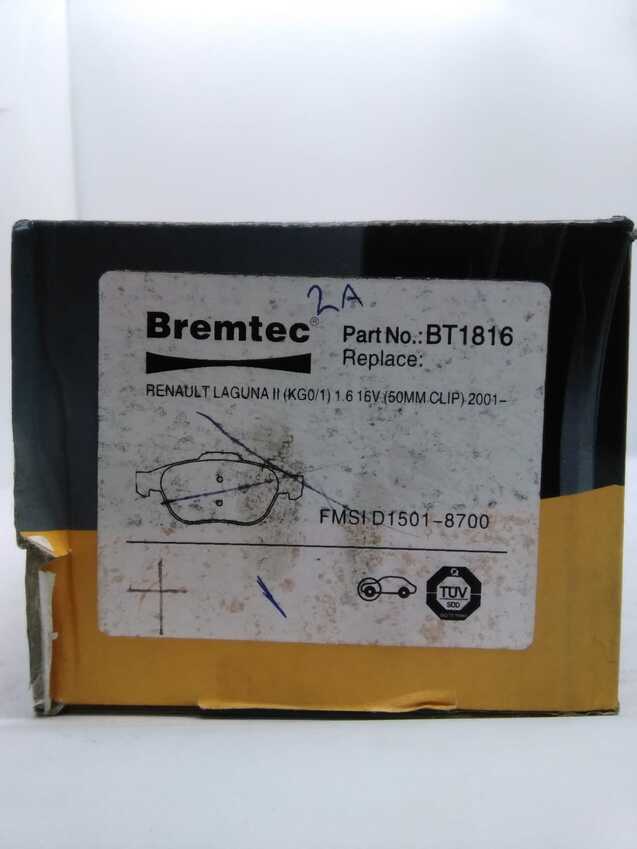 2A
Bremtec®
Part No.:BT1816
Replace:
RENAULT LAGUNA II (KG0/1) 1.6 16V (50MM CLIP) 2001-
FMSI D1501-8700
TÜV
SÜD